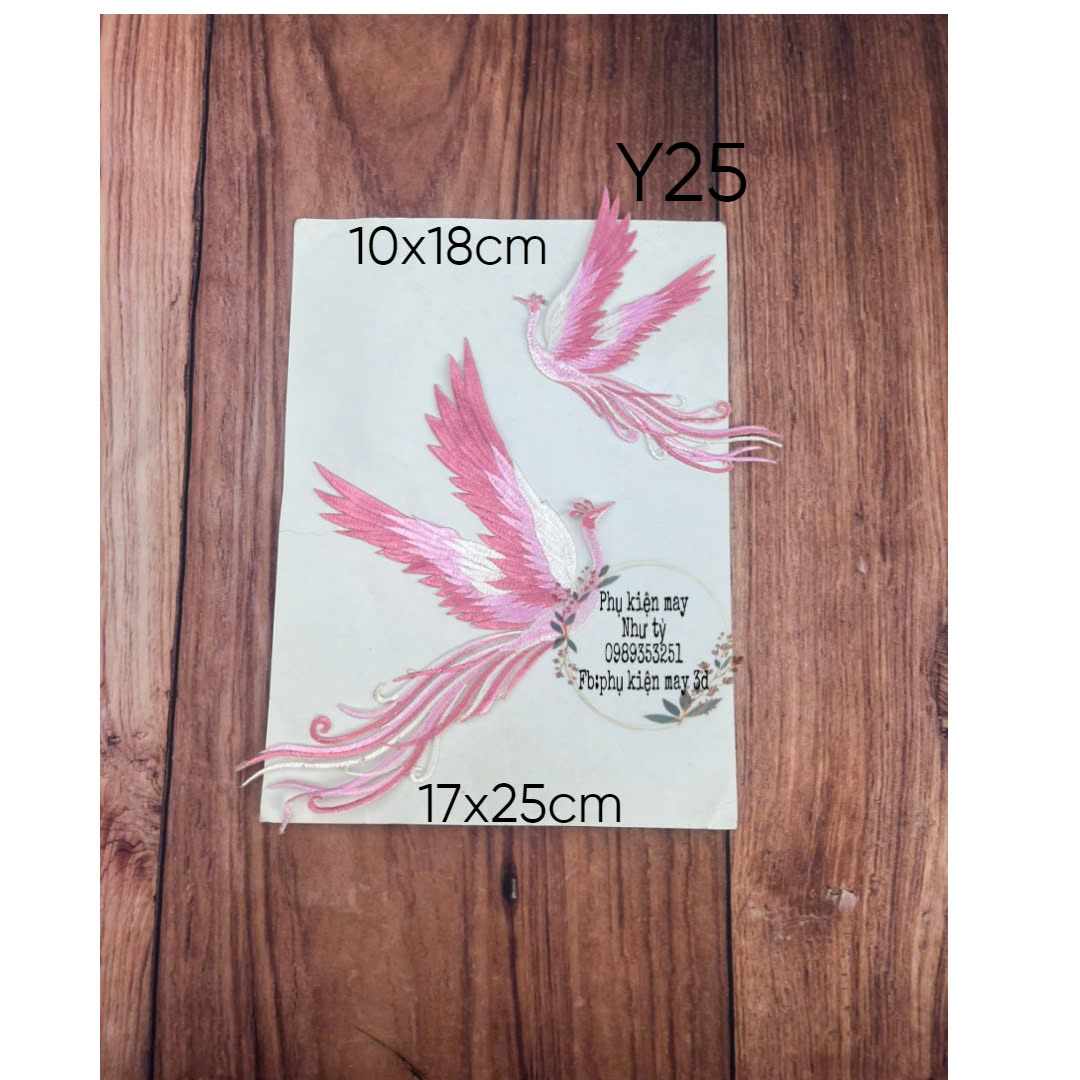 Y25
10x18cm
Phụ kiện may
Như tỷ
0989353251
Fb:phụ kiện may 3d
17x25cm